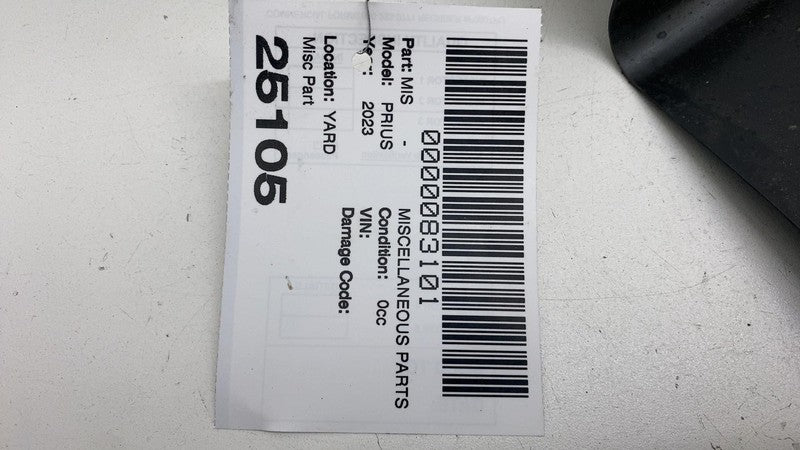 0000083101
Part: MIS - MISCELLANEOUS PARTS
Model: PRIUS Condition: 0cc
Year: 2023 VIN:
Damage Code:
Location: YARD
Misc Part
25105